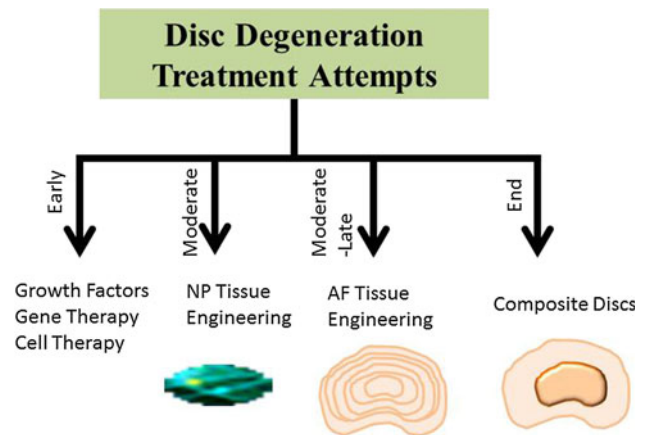 Disc Degeneration
Treatment Attempts
Early
Moderate
Moderate
-Late
End
Growth Factors
Gene Therapy
Cell Therapy
NP Tissue
Engineering
AF Tissue
Engineering
Composite Discs